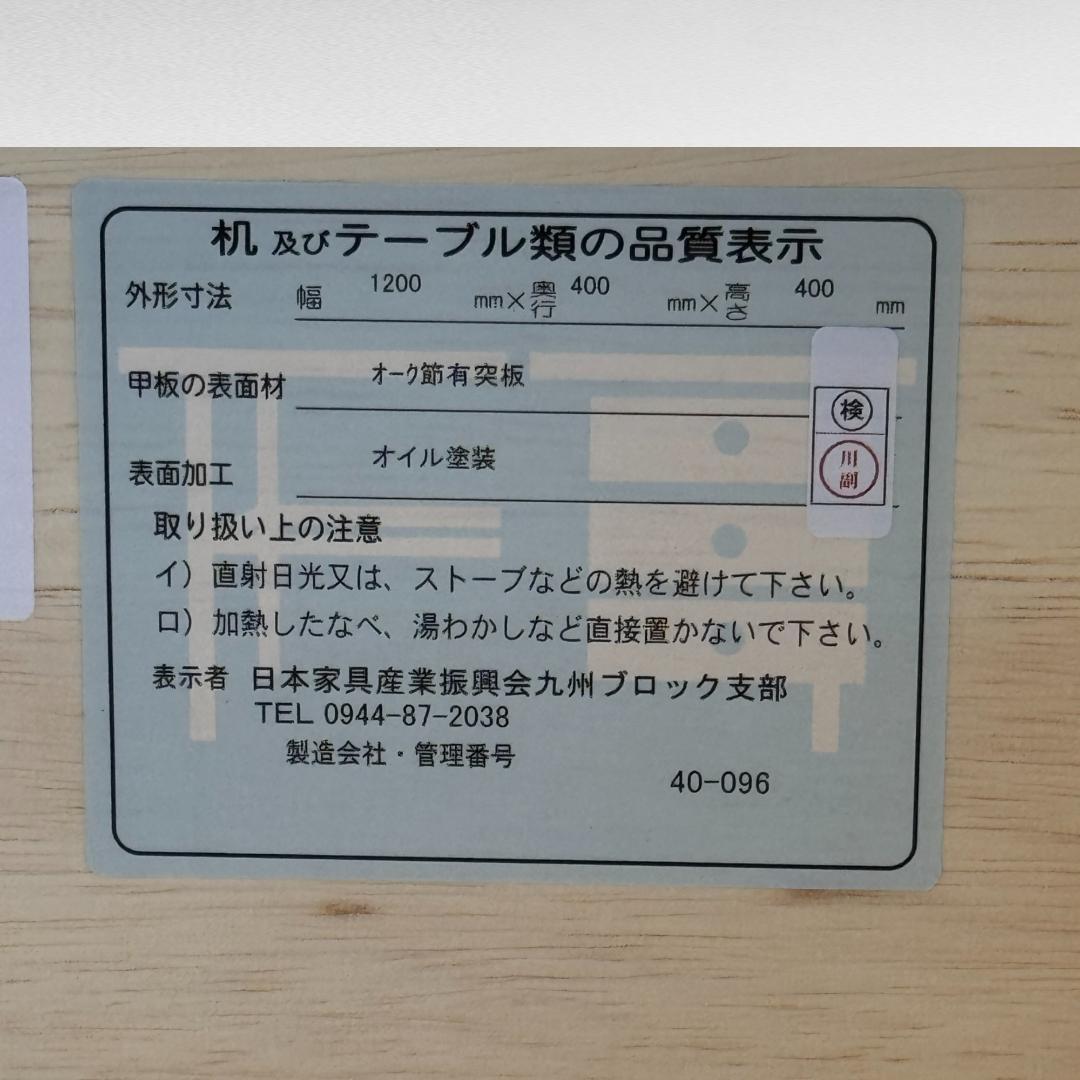 机及びテーブル類の品質表示
外形寸法 幅 1200 mm×奥行 400 mm×高さ 400 mm
甲板の表面材 オーク節有突板
表面加工 オイル塗装
検
川副
取り扱い上の注意
イ）直射日光又は、ストーブなどの熱を避けて下さい。
ロ）加熱したなべ、湯わかしなど直接置かないで下さい。
表示者 日本家具産業振興会九州ブロック支部
TEL 0944-87-2038
製造会社・管理番号
40-096